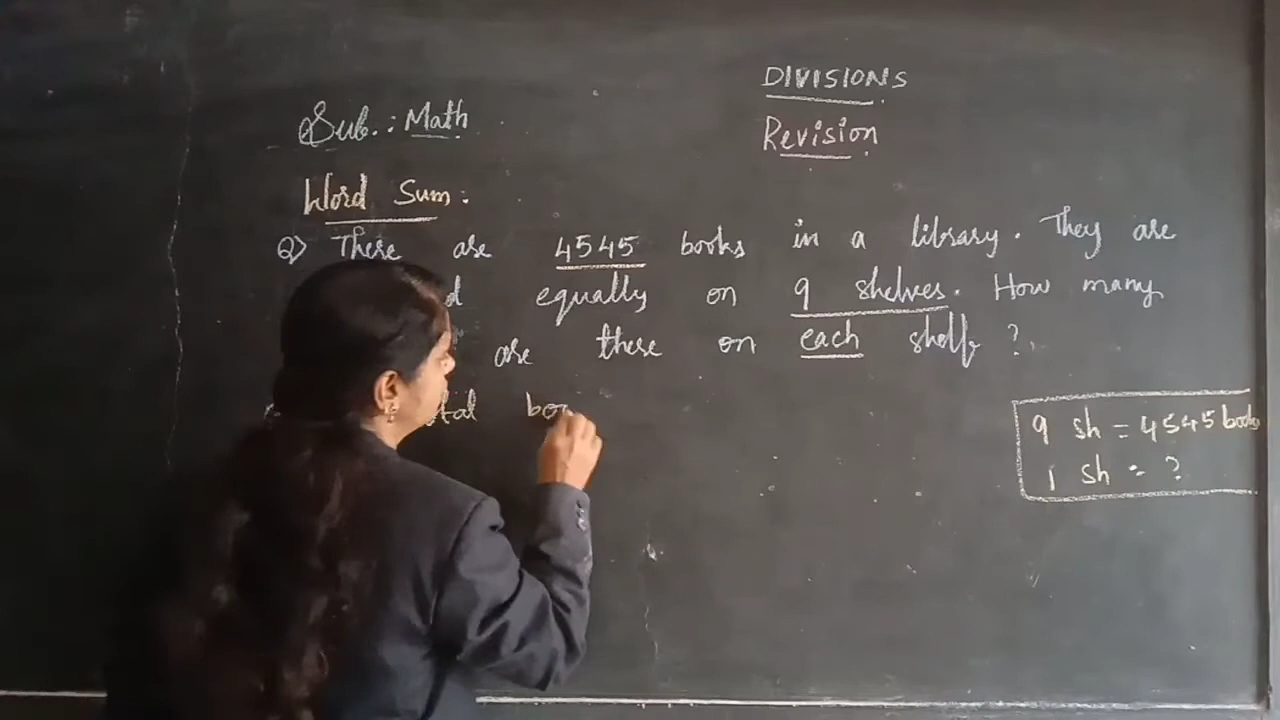 DIVISIONS
Sub.: Math
Revision
Word Sum:
Q> There are 4545 books in a library. They are
equally on 9 shelves. How many
are there on each shelf?
9 sh = 4545 books
1 sh = ?